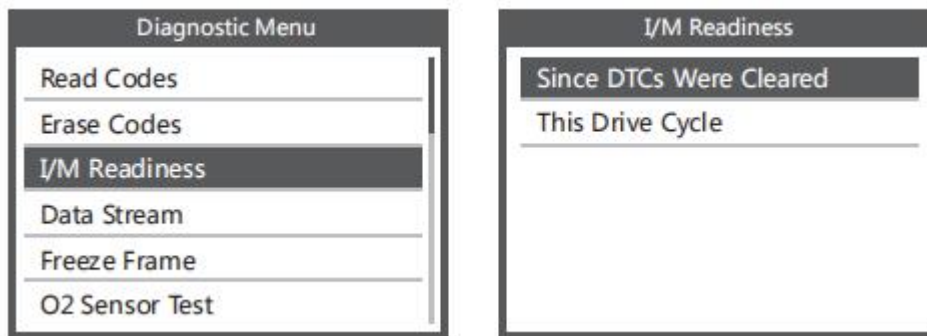 Diagnostic Menu
Read Codes
Erase Codes
I/M Readiness
Data Stream
Freeze Frame
O2 Sensor Test
I/M Readiness
Since DTCs Were Cleared
This Drive Cycle